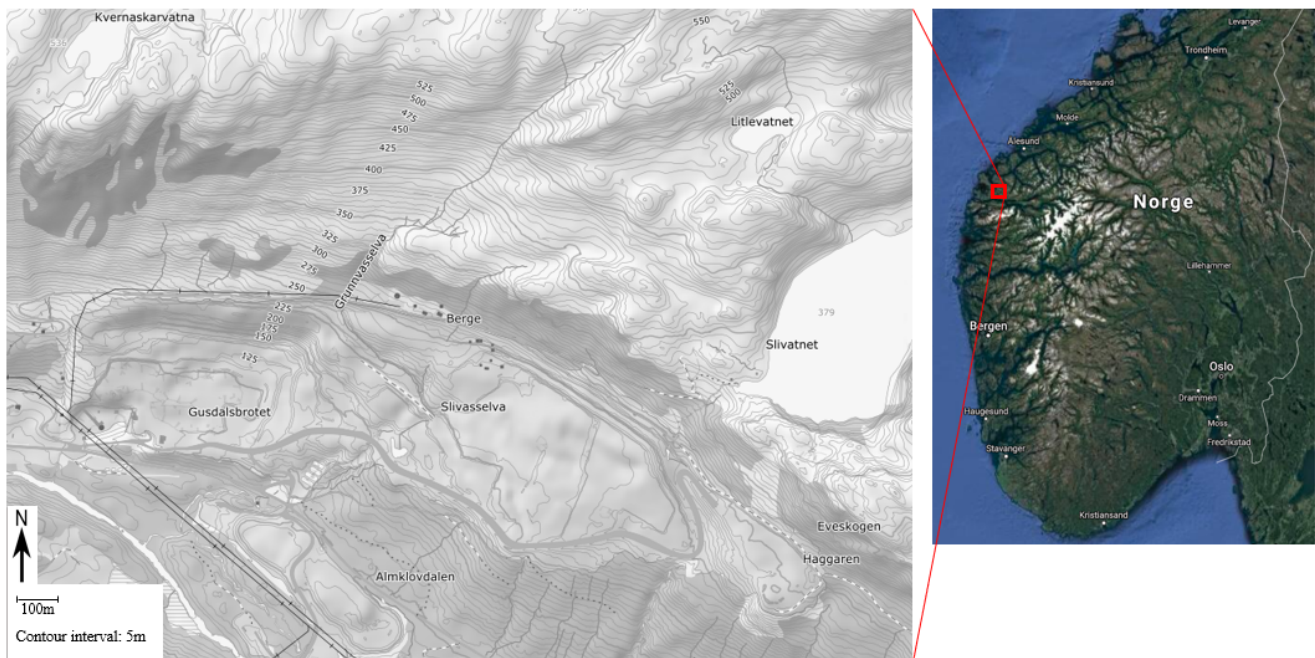 Kvernaskarvatna
536
550
525
500
475
450
425
400
375
350
325
300
275
250
225
200
175
150
125
525
500
Litlevatnet
Grunnvasselva
Berge
379
Slivatnet
Gusdalsbrotet
Slivasselva
Eveskogen
Haggaren
Almklovdalen
N
100m
Contour interval: 5m
Levanger
Trondheim
Kristiansund
Molde
Ålesund
Norge
Lillehammer
Bergen
Oslo
Drammen
Moss
Fredrikstad
Haugesund
Stavanger
Kristiansand